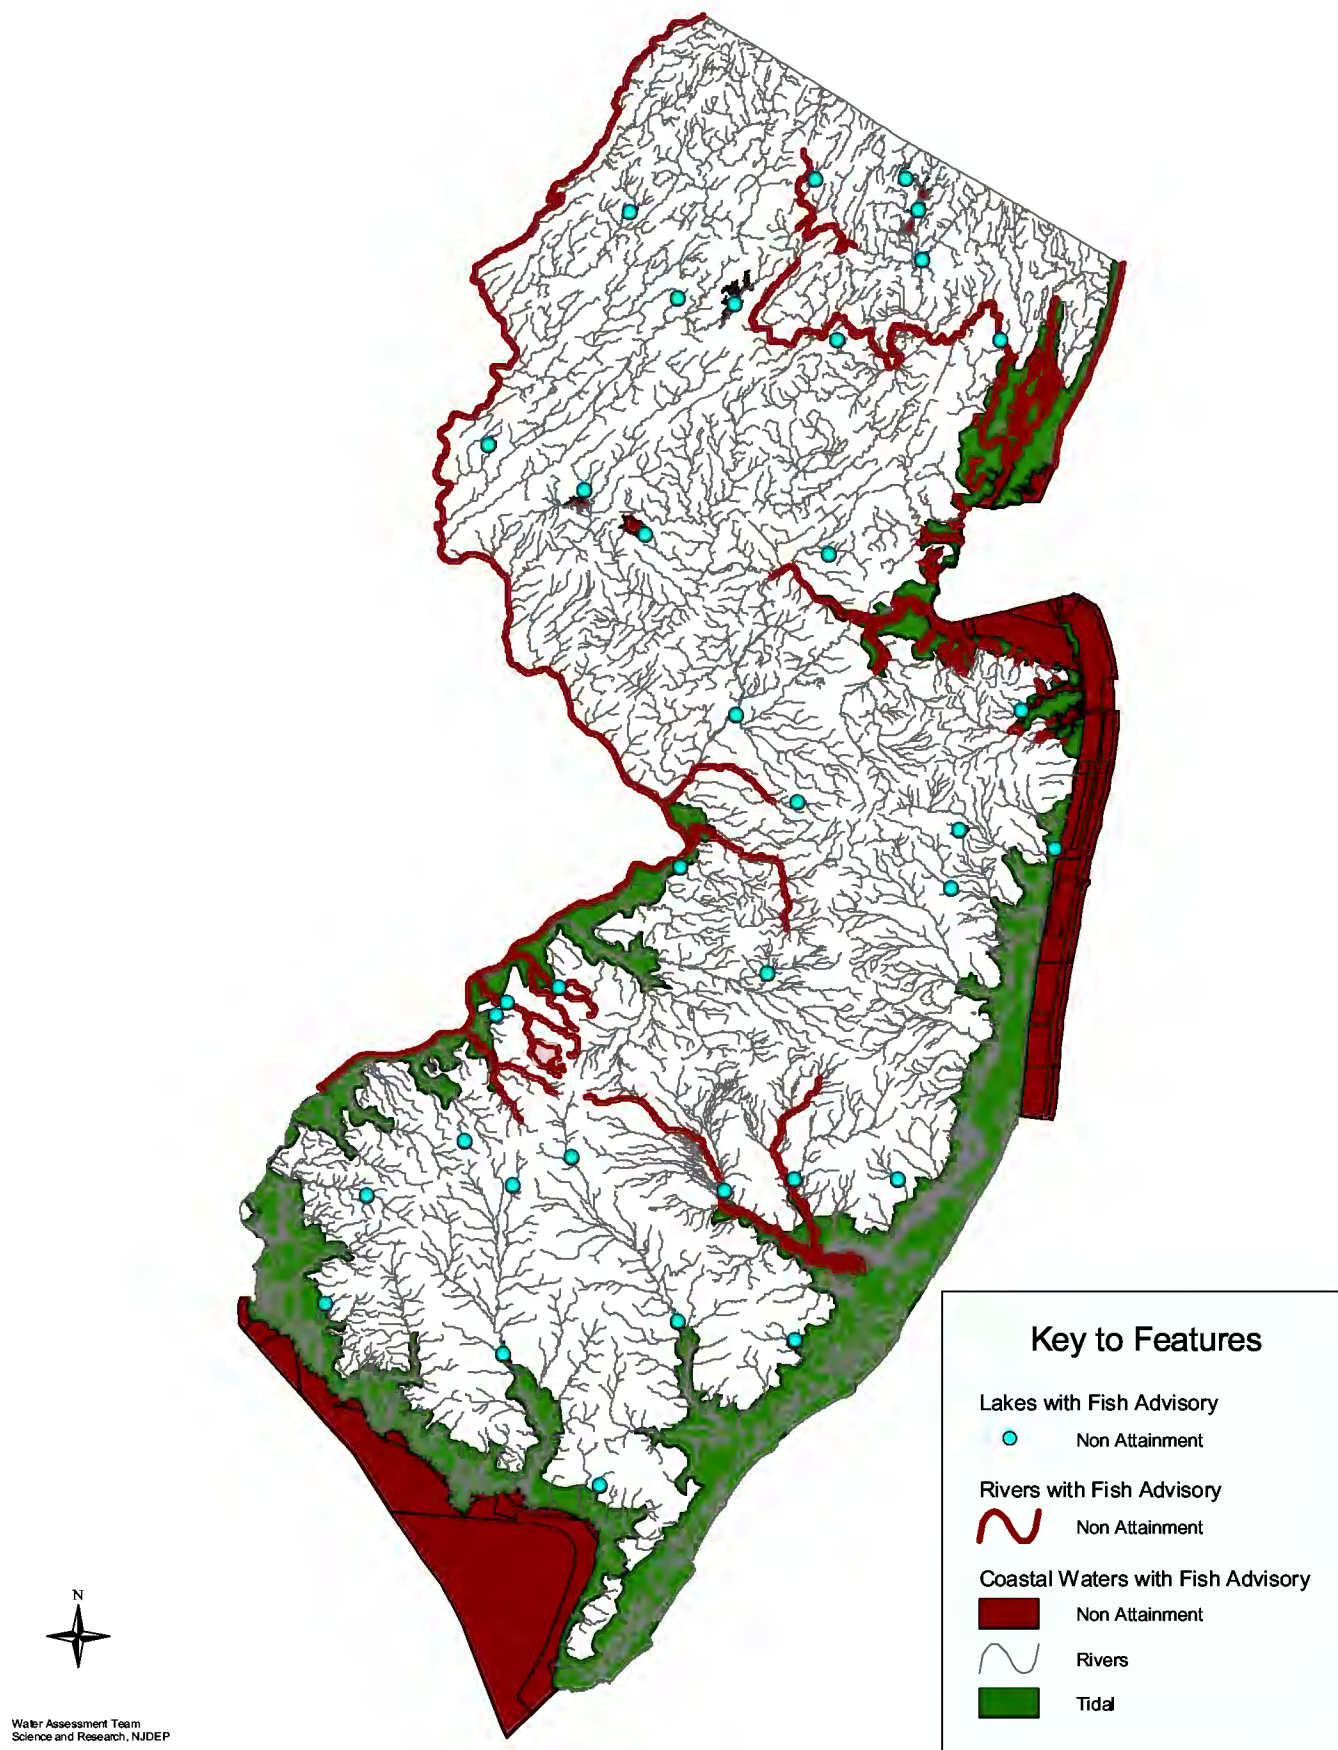 Key to Features
Lakes with Fish Advisory
Non Attainment
Rivers with Fish Advisory
Non Attainment
Coastal Waters with Fish Advisory
Non Attainment
Rivers
Tidal
N
Water Assessment Team
Science and Research, NJDEP